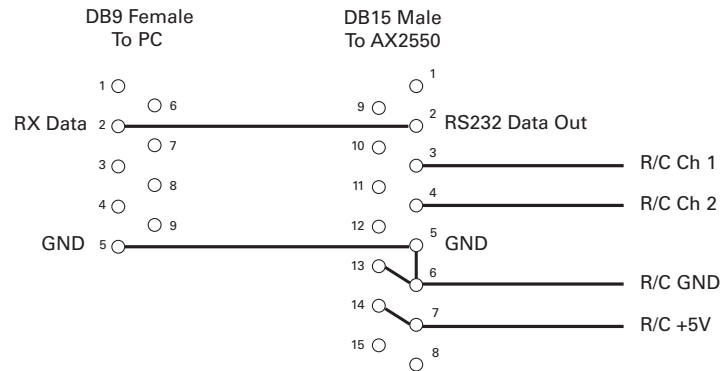 DB9 Female
To PC
DB15 Male
To AX2550
1
1
6
9
RX Data 2
2 RS232 Data Out
7
10
3
3
R/C Ch 1
8
11
4
4
R/C Ch 2
9
12
GND 5
5 GND
13
6
R/C GND
14
7
R/C +5V
15
8